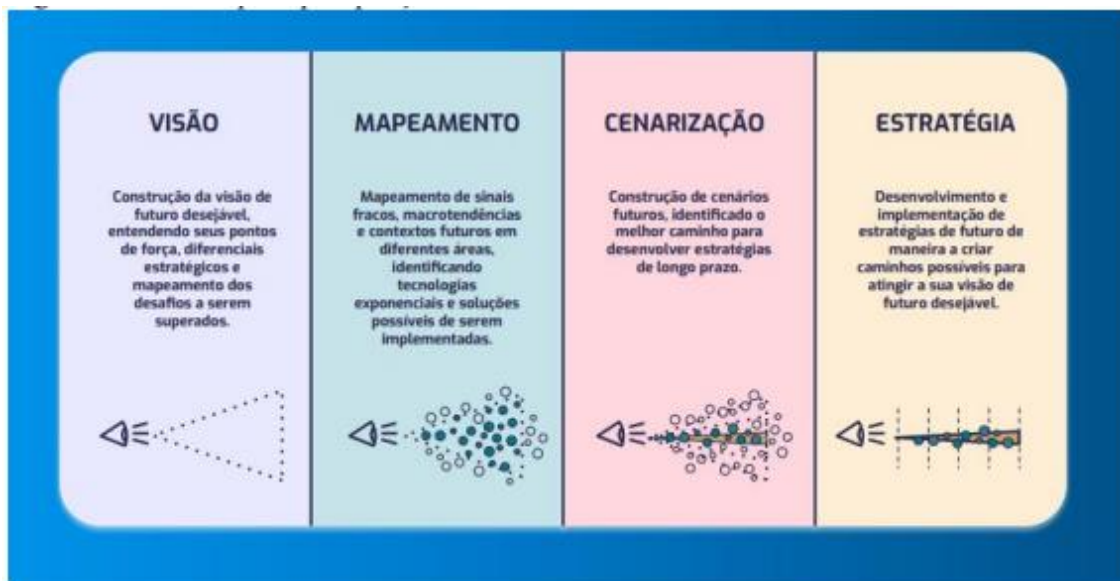 VISÃO
Construção da visão de
futuro desejável,
entendendo seus pontos
de força, diferenciais
estratégicos e
mapeamento dos
desafios a serem
superados.
MAPEAMENTO
Mapeamento de sinais
fracos, macrotendências
e contextos futuros em
diferentes áreas,
identificando
tecnologias
exponenciais e soluções
possíveis de serem
implementadas.
CENARIZAÇÃO
Construção de cenários
futuros, identificado o
melhor caminho para
desenvolver estratégias
de longo prazo.
ESTRATÉGIA
Desenvolvimento e
implementação de
estratégias de futuro de
maneira a criar
caminhos possíveis para
atingir a sua visão de
futuro desejável.